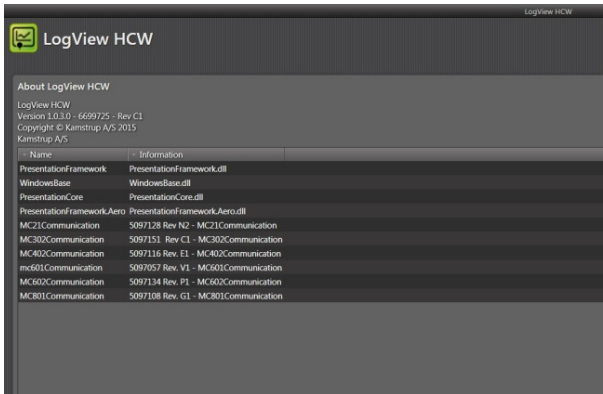 LogView HCW
LogView HCW
About LogView HCW
LogView HCW
Version 1.0.3.0 - 6699725 - Rev C1
Copyright © Kamstrup A/S 2015
Kamstrup A/S
Name Information
PresentationFramework PresentationFramework.dll
WindowsBase WindowsBase.dll
PresentationCore PresentationCore.dll
PresentationFramework.Aero PresentationFramework.Aero.dll
MC21Communication 5097128 Rev N2 - MC21Communication
MC302Communication 5097151 Rev C1 - MC302Communication
MC402Communication 5097116 Rev. E1 - MC402Communication
mc601Communication 5097057 Rev. V1 - MC601Communication
MC602Communication 5097134 Rev. P1 - MC602Communication
MC801Communication 5097108 Rev. G1 - MC801Communication